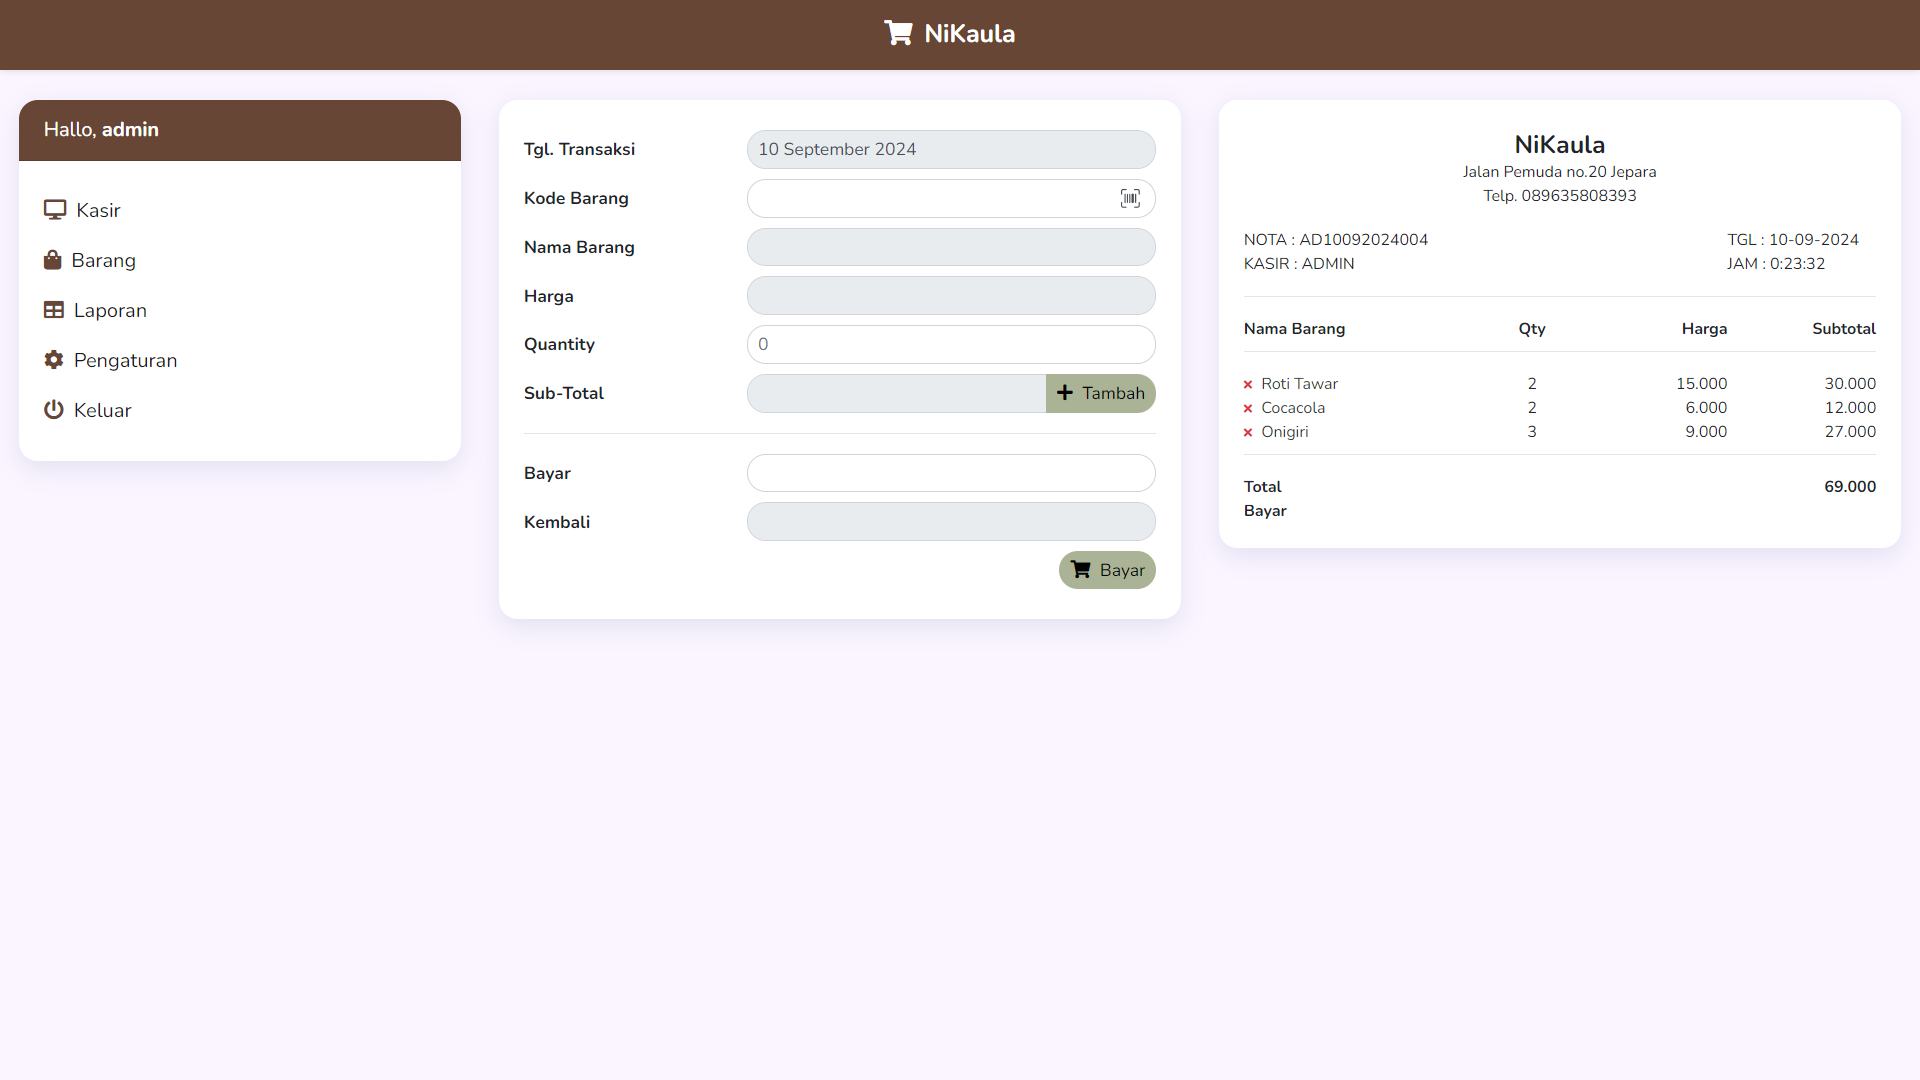 NiKaula
Hallo, admin
Kasir
Barang
Laporan
Pengaturan
Keluar
Tgl. Transaksi 10 September 2024
Kode Barang
Nama Barang
Harga
Quantity 0
Sub-Total Tambah
Bayar
Kembali
Bayar
NiKaula
Jalan Pemuda no.20 Jepara
Telp. 089635808393
NOTA : AD10092024004 TGL : 10-09-2024
KASIR : ADMIN JAM : 0:23:32
Nama Barang Qty Harga Subtotal
Roti Tawar 2 15.000 30.000
Cocacola 2 6.000 12.000
Onigiri 3 9.000 27.000
Total 69.000
Bayar